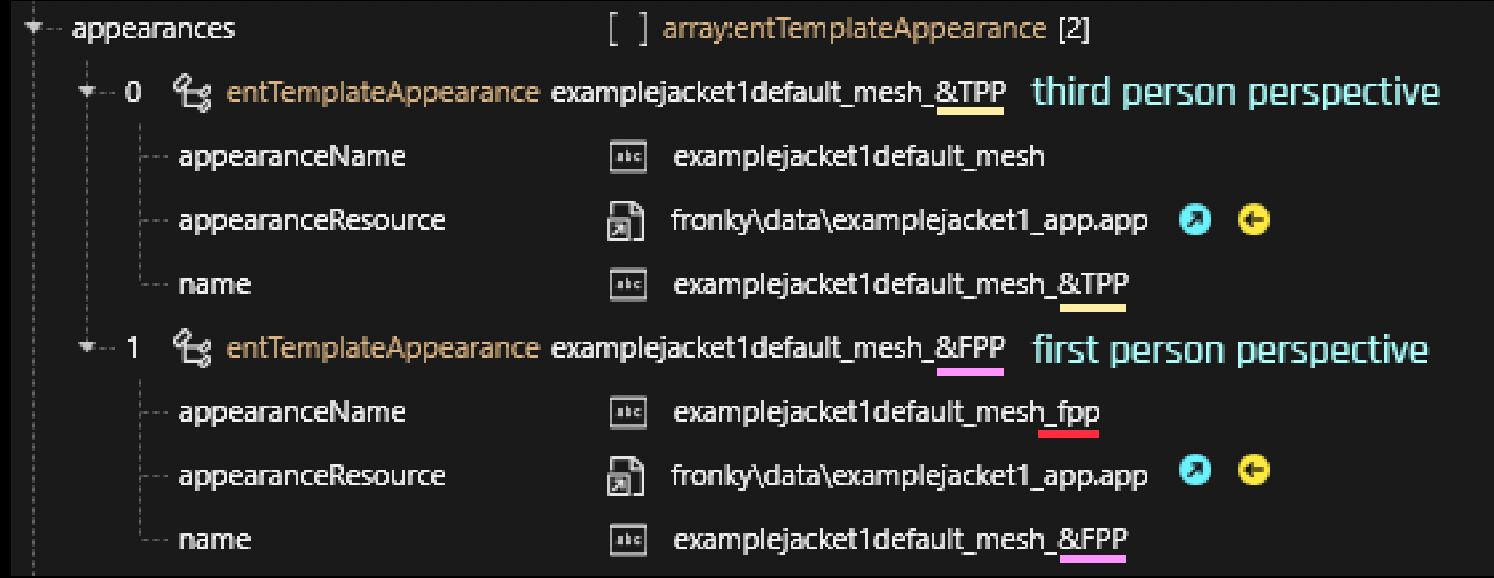 appearances [ ] array:entTemplateAppearance [2]
0 entTemplateAppearance examplejacket1default_mesh_&TPP third person perspective
appearanceName abc examplejacket1default_mesh
appearanceResource fronky\data\examplejacket1_app.app
name abc examplejacket1default_mesh_&TPP
1 entTemplateAppearance examplejacket1default_mesh_&FPP first person perspective
appearanceName abc examplejacket1default_mesh_fpp
appearanceResource fronky\data\examplejacket1_app.app
name abc examplejacket1default_mesh_&FPP